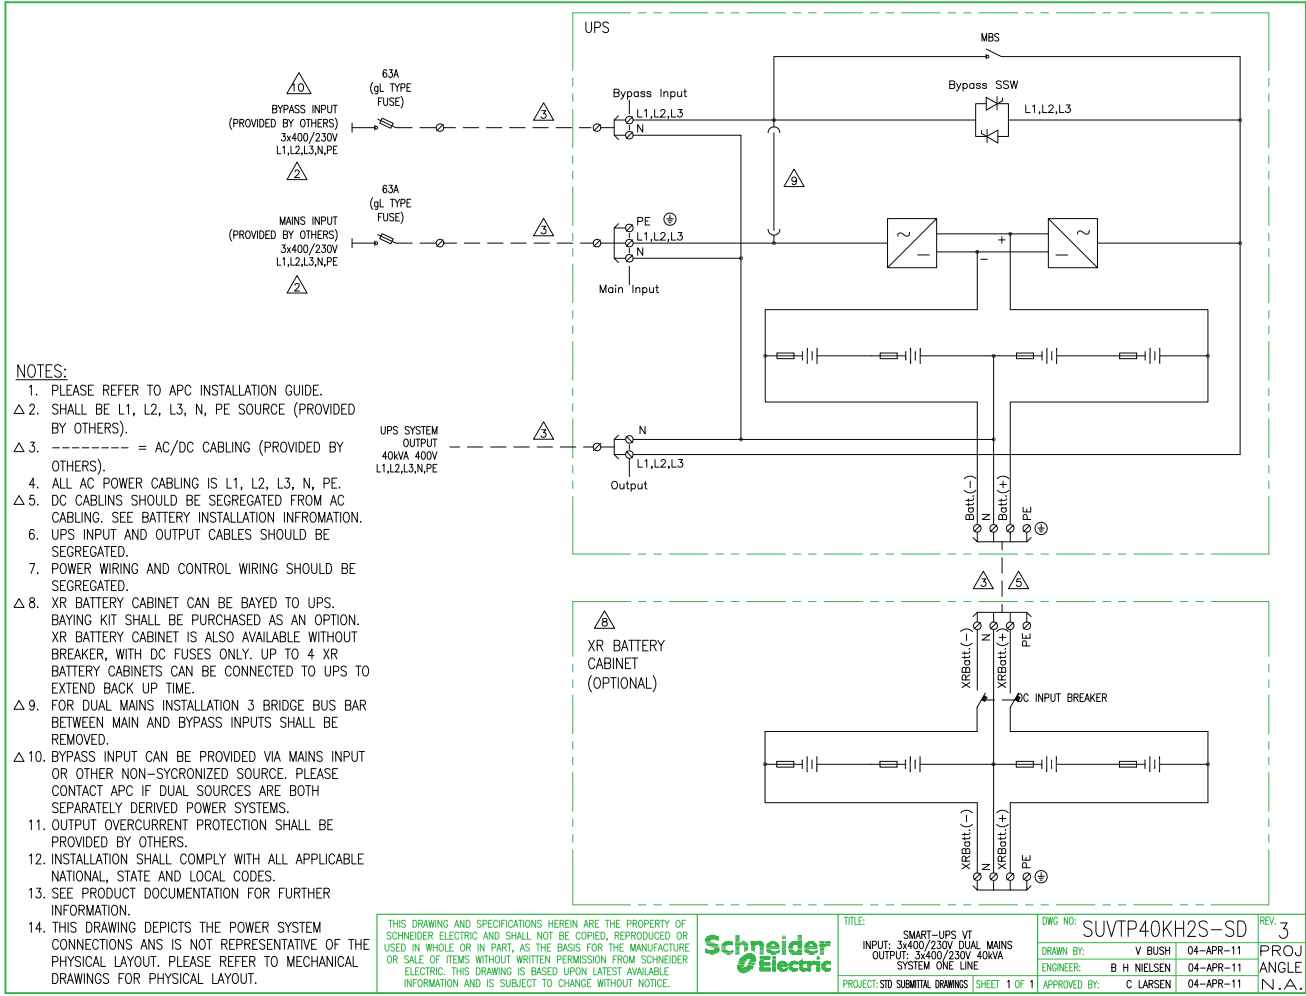 UPS
MBS
Bypass SSW
L1,L2,L3
10
BYPASS INPUT
(PROVIDED BY OTHERS)
3x400/230V
L1,L2,L3,N,PE
2
63A
(gL TYPE
FUSE)
3
Bypass Input
L1,L2,L3
N
9
MAINS INPUT
(PROVIDED BY OTHERS)
3x400/230V
L1,L2,L3,N,PE
2
63A
(gL TYPE
FUSE)
3
PE
L1,L2,L3
N
Main Input
~
–
+
–
~
–
UPS SYSTEM
OUTPUT
40kVA 400V
L1,L2,L3,N,PE
3
N
L1,L2,L3
Output
Batt.(-)
N
Batt.(+)
PE
3
5
8
XR BATTERY
CABINET
(OPTIONAL)
XRBatt.(-)
N
XRBatt.(+)
PE
DC INPUT BREAKER
XRBatt.(-)
N
XRBatt.(+)
PE
NOTES:
1. PLEASE REFER TO APC INSTALLATION GUIDE.
△ 2. SHALL BE L1, L2, L3, N, PE SOURCE (PROVIDED
BY OTHERS).
△ 3. -------- = AC/DC CABLING (PROVIDED BY
OTHERS).
4. ALL AC POWER CABLING IS L1, L2, L3, N, PE.
△ 5. DC CABLINS SHOULD BE SEGREGATED FROM AC
CABLING. SEE BATTERY INSTALLATION INFROMATION.
6. UPS INPUT AND OUTPUT CABLES SHOULD BE
SEGREGATED.
7. POWER WIRING AND CONTROL WIRING SHOULD BE
SEGREGATED.
△ 8. XR BATTERY CABINET CAN BE BAYED TO UPS.
BAYING KIT SHALL BE PURCHASED AS AN OPTION.
XR BATTERY CABINET IS ALSO AVAILABLE WITHOUT
BREAKER, WITH DC FUSES ONLY. UP TO 4 XR
BATTERY CABINETS CAN BE CONNECTED TO UPS TO
EXTEND BACK UP TIME.
△ 9. FOR DUAL MAINS INSTALLATION 3 BRIDGE BUS BAR
BETWEEN MAIN AND BYPASS INPUTS SHALL BE
REMOVED.
△ 10. BYPASS INPUT CAN BE PROVIDED VIA MAINS INPUT
OR OTHER NON-SYCRONIZED SOURCE. PLEASE
CONTACT APC IF DUAL SOURCES ARE BOTH
SEPARATELY DERIVED POWER SYSTEMS.
11. OUTPUT OVERCURRENT PROTECTION SHALL BE
PROVIDED BY OTHERS.
12. INSTALLATION SHALL COMPLY WITH ALL APPLICABLE
NATIONAL, STATE AND LOCAL CODES.
13. SEE PRODUCT DOCUMENTATION FOR FURTHER
INFORMATION.
14. THIS DRAWING DEPICTS THE POWER SYSTEM
CONNECTIONS ANS IS NOT REPRESENTATIVE OF THE
PHYSICAL LAYOUT. PLEASE REFER TO MECHANICAL
DRAWINGS FOR PHYSICAL LAYOUT.
THIS DRAWING AND SPECIFICATIONS HEREIN ARE THE PROPERTY OF
SCHNEIDER ELECTRIC AND SHALL NOT BE COPIED, REPRODUCED OR
USED IN WHOLE OR IN PART, AS THE BASIS FOR THE MANUFACTURE
OR SALE OF ITEMS WITHOUT WRITTEN PERMISSION FROM SCHNEIDER
ELECTRIC. THIS DRAWING IS BASED UPON LATEST AVAILABLE
INFORMATION AND IS SUBJECT TO CHANGE WITHOUT NOTICE.
Schneider
Electric
TITLE:
SMART-UPS VT
INPUT: 3x400/230V DUAL MAINS
OUTPUT: 3x400/230V 40kVA
SYSTEM ONE LINE
PROJECT: STD SUBMITTAL DRAWINGS SHEET 1 OF 1
DWG NO: SUVTP40KH2S-SD
REV. 3
DRAWN BY: V BUSH 04-APR-11
ENGINEER: B H NIELSEN 04-APR-11
APPROVED BY: C LARSEN 04-APR-11
PROJ
ANGLE
N.A.